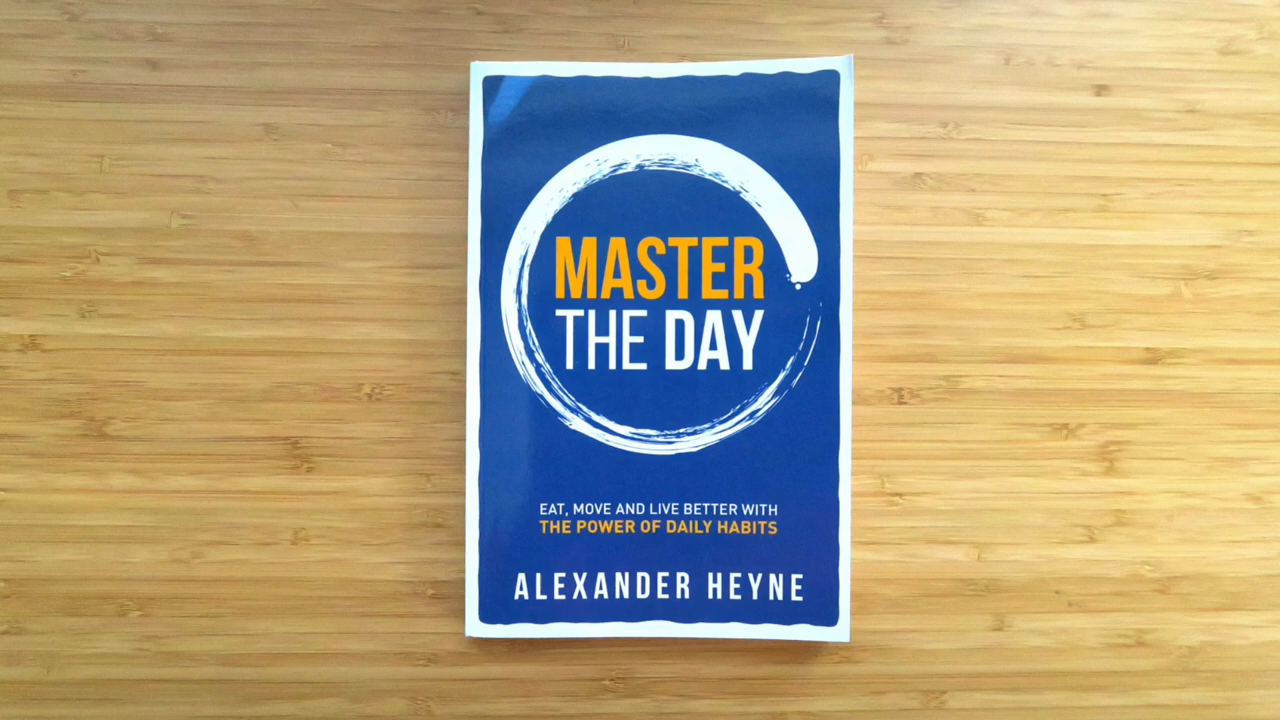 MASTER
THE DAY
EAT, MOVE AND LIVE BETTER WITH
THE POWER OF DAILY HABITS
ALEXANDER HEYNE